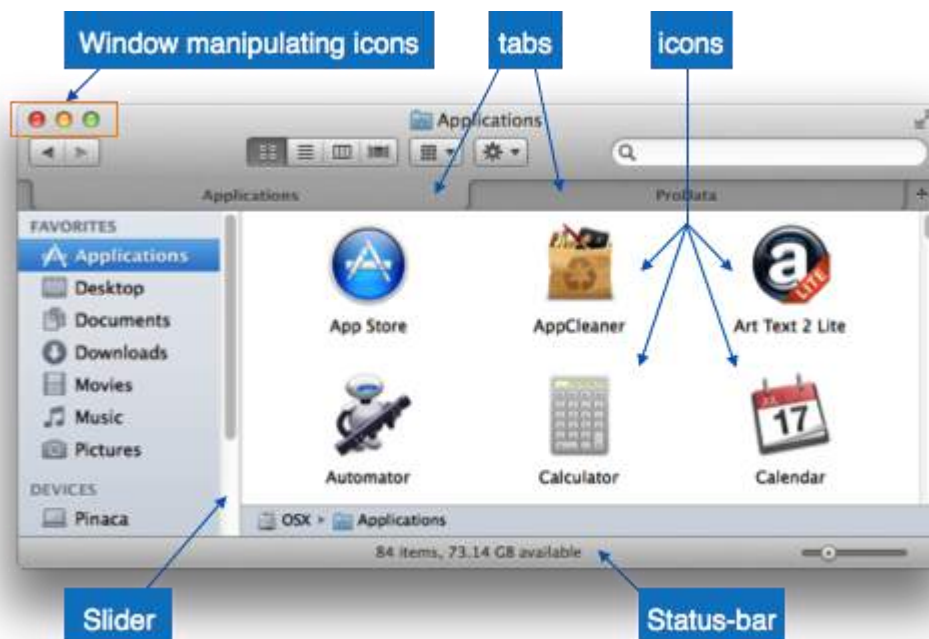 Window manipulating icons
tabs
icons
Applications
Applications
ProData
FAVORITES
Applications
Desktop
Documents
Downloads
Movies
Music
Pictures
DEVICES
Pinaca
App Store
AppCleaner
a
LITE
Art Text 2 Lite
Automator
Calculator
JUL
17
Calendar
OSX ▸ Applications
84 items, 73.14 GB available
Slider
Status-bar